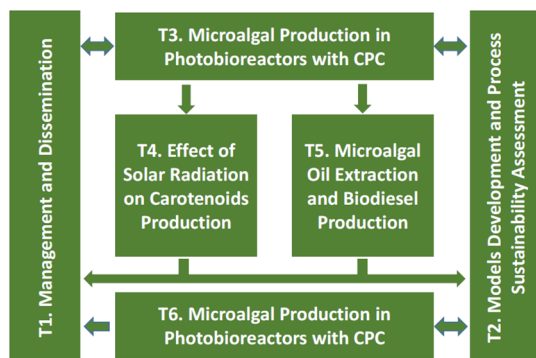 T1. Management and Dissemination
T3. Microalgal Production in
Photobioreactors with CPC
T4. Effect of
Solar Radiation
on Carotenoids
Production
T5. Microalgal
Oil Extraction
and Biodiesel
Production
T6. Microalgal Production in
Photobioreactors with CPC
T2. Models Development and Process
Sustainability Assessment